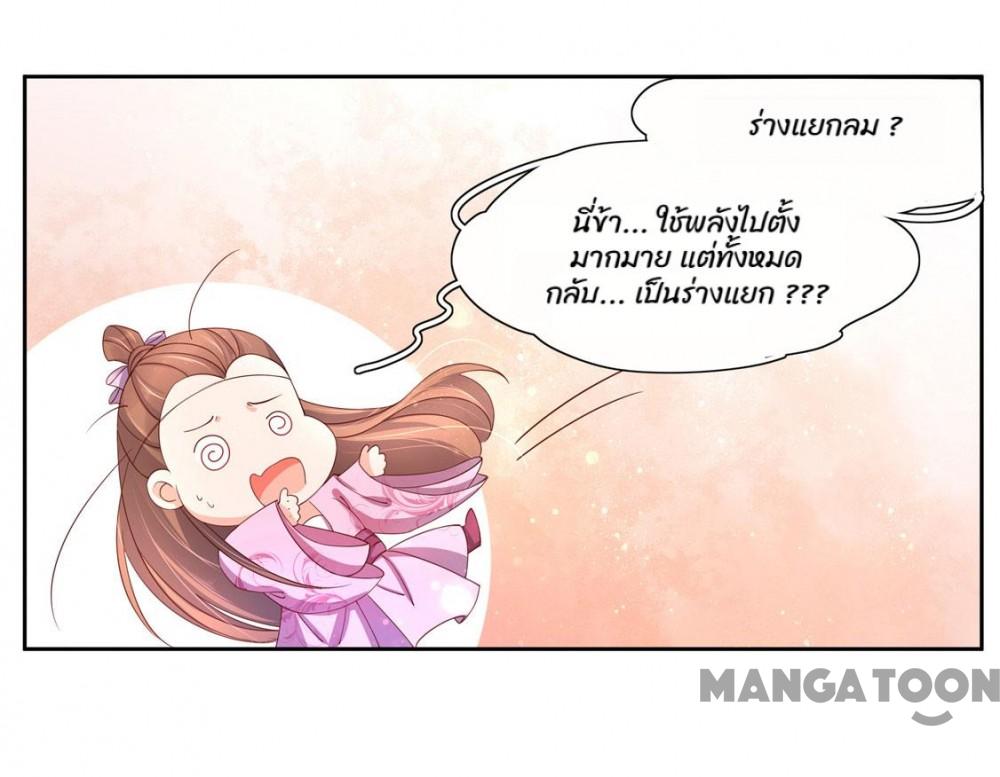 ร่างแยกลม ?
นี่ข้า... ใช้พลังไปตั้ง
มากมาย แต่ทั้งหมด
กลับ... เป็นร่างแยก ???
MANGATOON